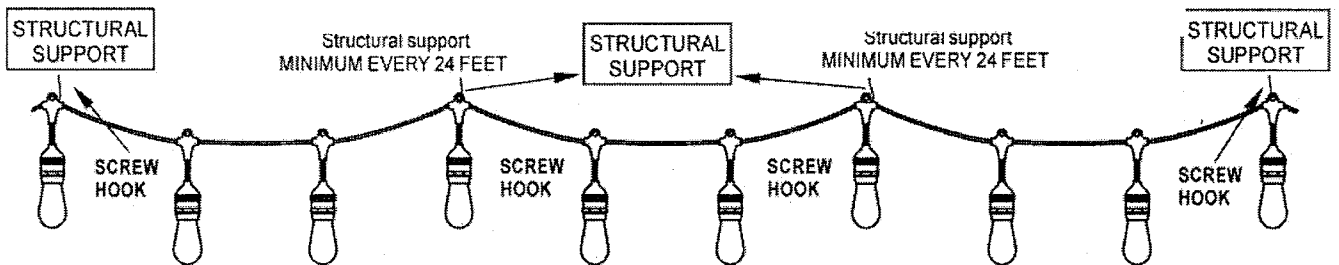 STRUCTURAL
SUPPORT
Structural support
MINIMUM EVERY 24 FEET
STRUCTURAL
SUPPORT
Structural support
MINIMUM EVERY 24 FEET
STRUCTURAL
SUPPORT
SCREW
HOOK
SCREW
HOOK
SCREW
HOOK
SCREW
HOOK